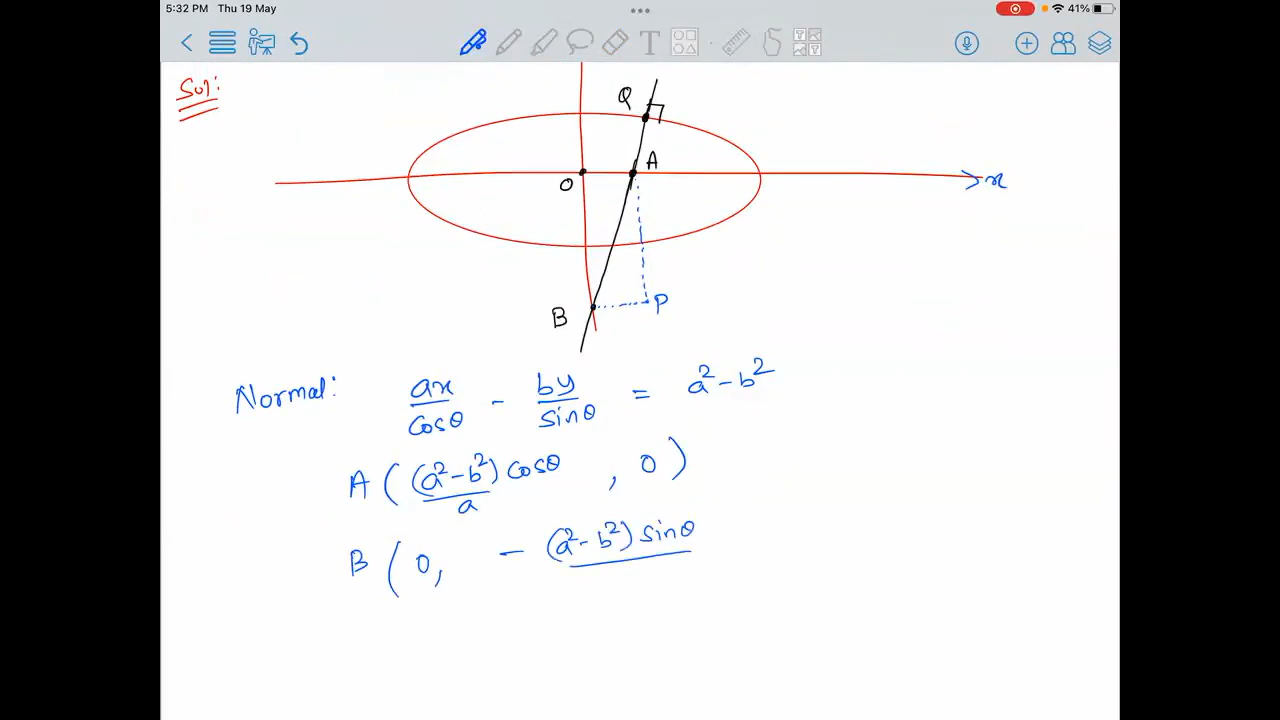 5:32 PM Thu 19 May
41%
Sol:
Q
A
O
x
B
P
Normal: ax/cosθ - by/sinθ = a² - b²
A ( (a² - b²) cosθ / a , 0 )
B ( 0, - (a² - b²) sinθ